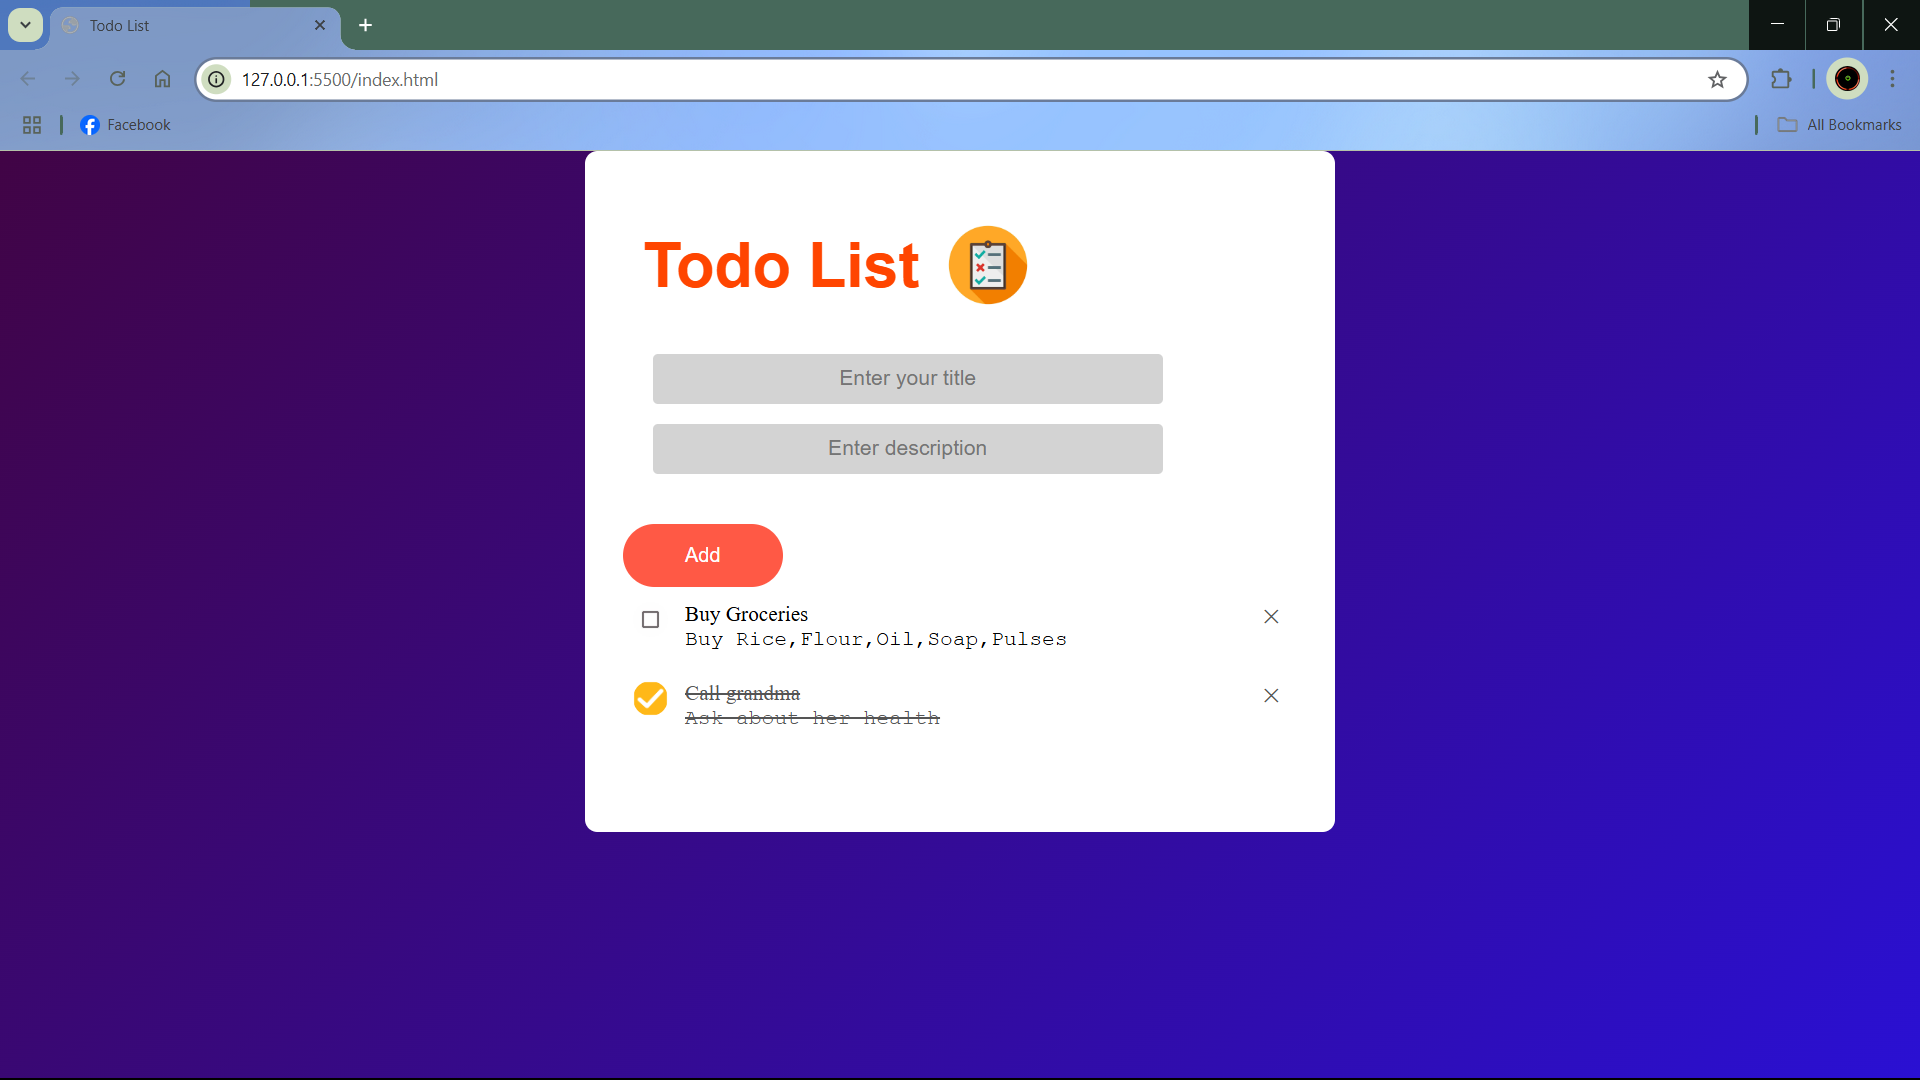 Todo List
127.0.0.1:5500/index.html
Facebook
All Bookmarks
Todo List
Enter your title
Enter description
Add
Buy Groceries
Buy Rice,Flour,Oil,Soap,Pulses
Call grandma
Ask about her health